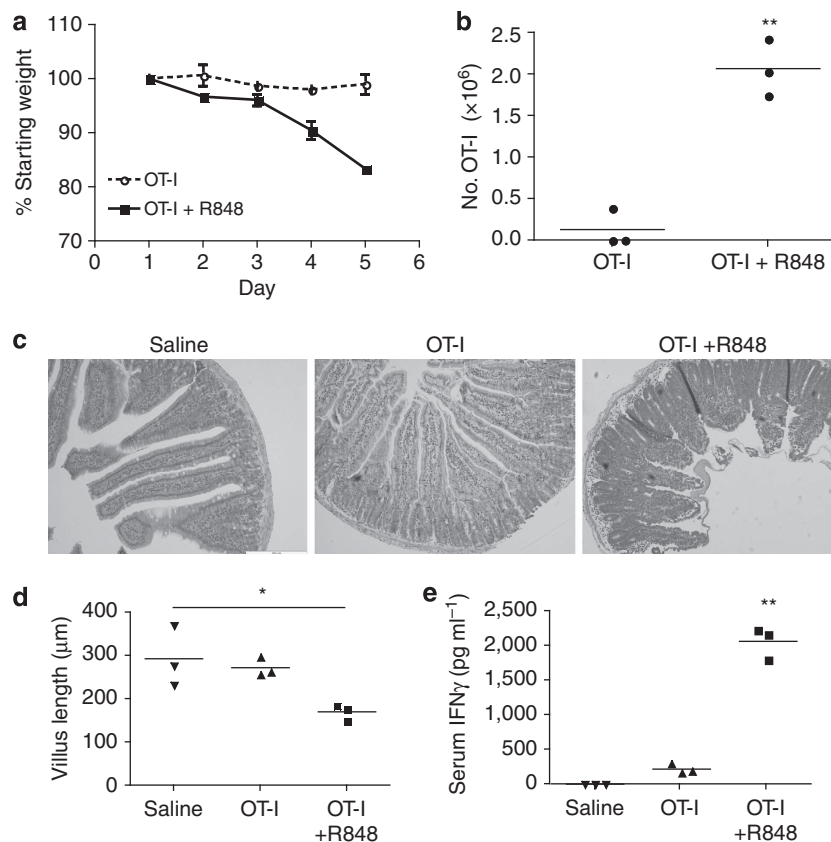 a
110
100
90
80
70
% Starting weight
OT-I
OT-I + R848
0 1 2 3 4 5 6
Day
b
**
2.5
2.0
1.5
1.0
0.5
0.0
No. OT-I (×10⁶)
OT-I OT-I + R848
c
Saline OT-I OT-I +R848
d
*
400
300
200
100
0
Villus length (μm)
Saline OT-I OT-I
+R848
e
**
2,500
2,000
1,500
1,000
500
0
Serum IFNγ (pg ml⁻¹)
Saline OT-I OT-I
+R848